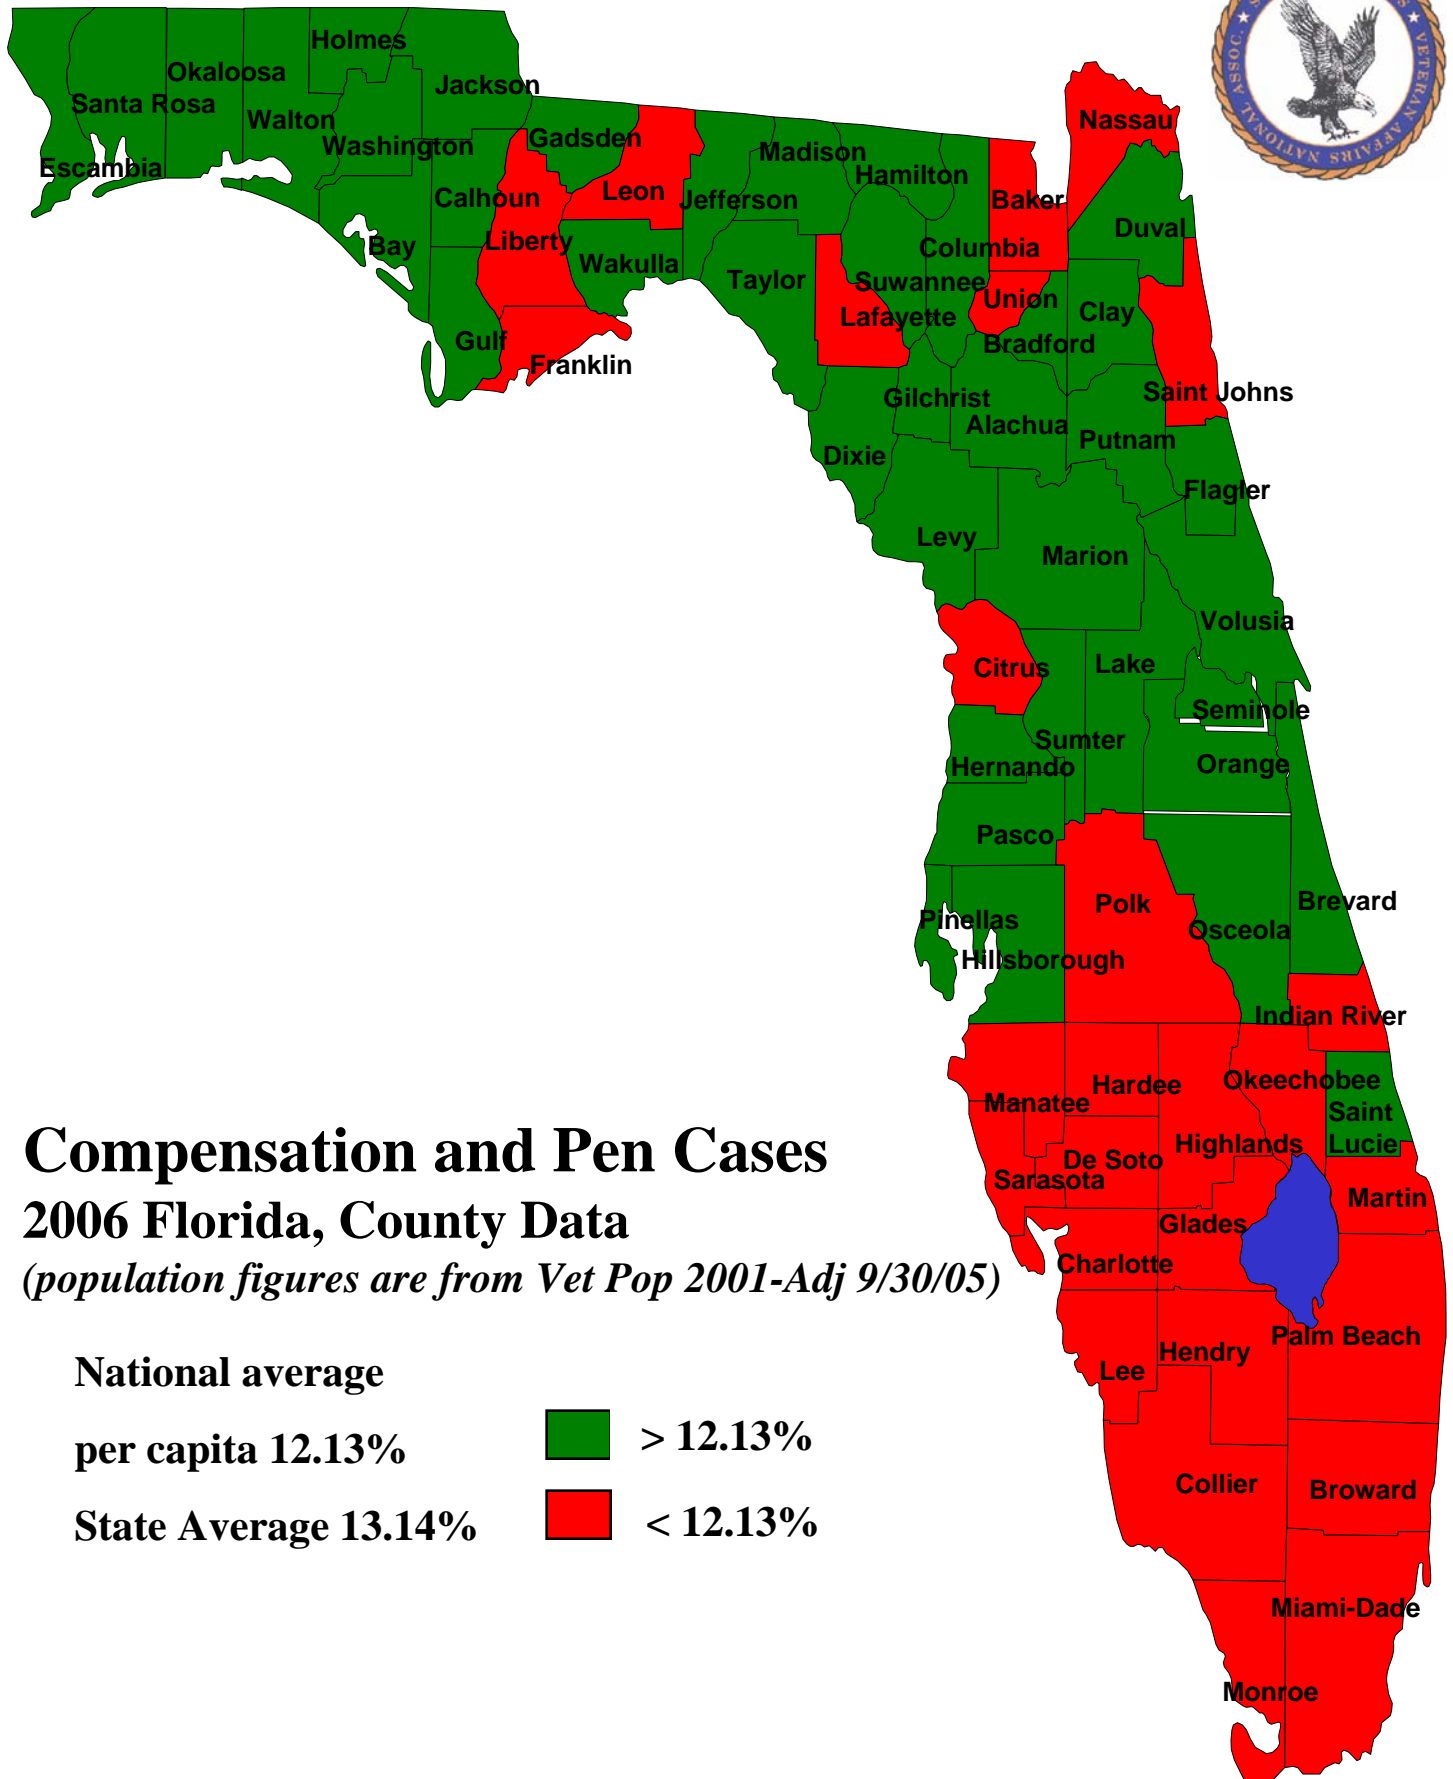 S
VETERAN AFFAIRS
NATIONAL ASSOC.
Holmes
Okaloosa
Jackson
Santa Rosa
Walton
Nassau
Washington
Gadsden
Madison
Escambia
Hamilton
Leon
Calhoun
Jefferson
Baker
Duval
Liberty
Bay
Columbia
Wakulla
Taylor
Suwannee
Union
Clay
Lafayette
Gulf
Bradford
Franklin
Saint Johns
Gilchrist
Alachua
Putnam
Dixie
Flagler
Levy
Marion
Volusia
Citrus
Lake
Seminole
Sumter
Hernando
Orange
Pasco
Brevard
Polk
Pinellas
Osceola
Hillsborough
Indian River
Okeechobee
Hardee
Manatee
Saint
Lucie
Highlands
De Soto
Sarasota
Martin
Glades
Charlotte
Palm Beach
Hendry
Lee
Collier
Broward
Miami-Dade
Monroe
Compensation and Pen Cases
2006 Florida, County Data
(population figures are from Vet Pop 2001-Adj 9/30/05)
National average
per capita 12.13%
> 12.13%
State Average 13.14%
< 12.13%